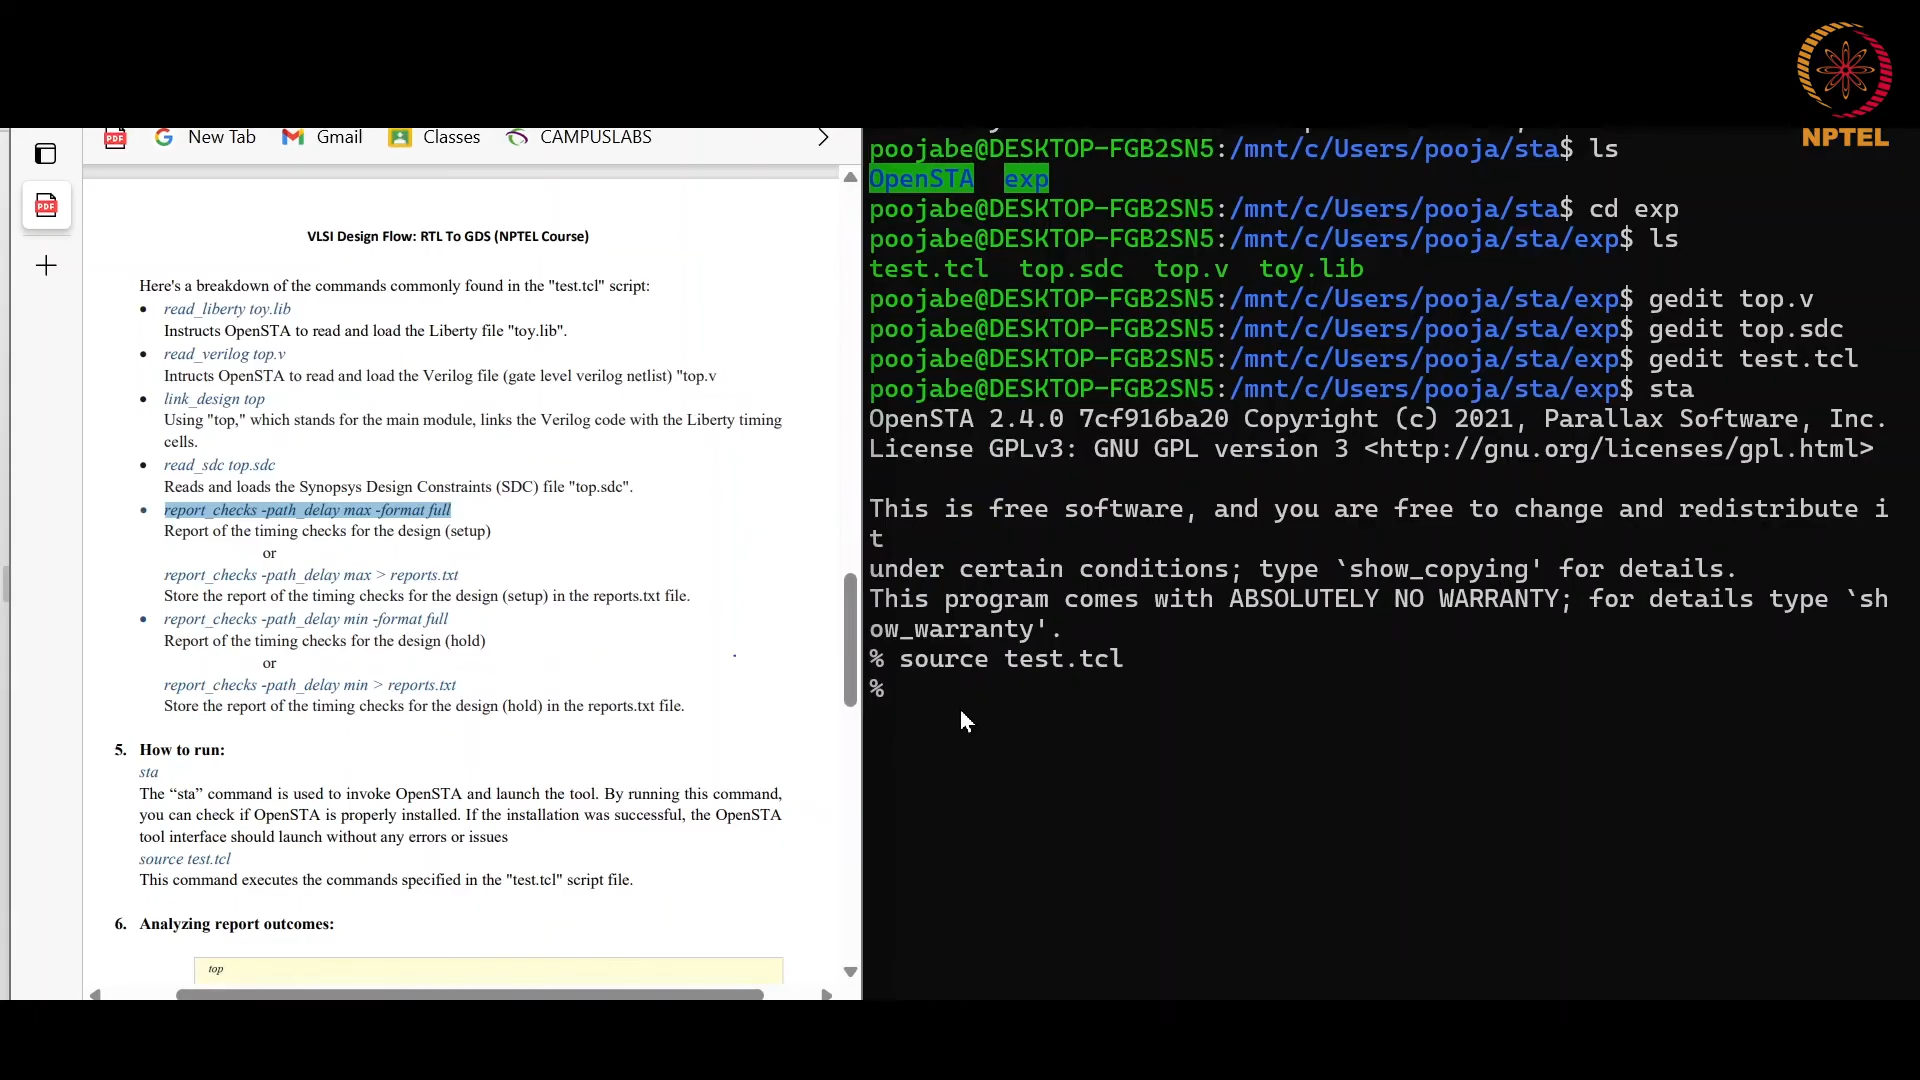 NPTEL
New Tab
Gmail
Classes
CAMPUSLABS
VLSI Design Flow: RTL To GDS (NPTEL Course)
Here's a breakdown of the commands commonly found in the "test.tcl" script:
• read_liberty toy.lib
Instructs OpenSTA to read and load the Liberty file "toy.lib".
• read_verilog top.v
Intructs OpenSTA to read and load the Verilog file (gate level verilog netlist) "top.v
• link_design top
Using "top," which stands for the main module, links the Verilog code with the Liberty timing
cells.
• read_sdc top.sdc
Reads and loads the Synopsys Design Constraints (SDC) file "top.sdc".
• report_checks -path_delay max -format full
Report of the timing checks for the design (setup)
or
report_checks -path_delay max > reports.txt
Store the report of the timing checks for the design (setup) in the reports.txt file.
• report_checks -path_delay min -format full
Report of the timing checks for the design (hold)
or
report_checks -path_delay min > reports.txt
Store the report of the timing checks for the design (hold) in the reports.txt file.
5. How to run:
sta
The “sta” command is used to invoke OpenSTA and launch the tool. By running this command,
you can check if OpenSTA is properly installed. If the installation was successful, the OpenSTA
tool interface should launch without any errors or issues
source test.tcl
This command executes the commands specified in the "test.tcl" script file.
6. Analyzing report outcomes:
top
poojabe@DESKTOP-FGB2SN5:/mnt/c/Users/pooja/sta$ ls
OpenSTA exp
poojabe@DESKTOP-FGB2SN5:/mnt/c/Users/pooja/sta$ cd exp
poojabe@DESKTOP-FGB2SN5:/mnt/c/Users/pooja/sta/exp$ ls
test.tcl top.sdc top.v toy.lib
poojabe@DESKTOP-FGB2SN5:/mnt/c/Users/pooja/sta/exp$ gedit top.v
poojabe@DESKTOP-FGB2SN5:/mnt/c/Users/pooja/sta/exp$ gedit top.sdc
poojabe@DESKTOP-FGB2SN5:/mnt/c/Users/pooja/sta/exp$ gedit test.tcl
poojabe@DESKTOP-FGB2SN5:/mnt/c/Users/pooja/sta/exp$ sta
OpenSTA 2.4.0 7cf916ba20 Copyright (c) 2021, Parallax Software, Inc.
License GPLv3: GNU GPL version 3 <http://gnu.org/licenses/gpl.html>
This is free software, and you are free to change and redistribute i
t
under certain conditions; type `show_copying' for details.
This program comes with ABSOLUTELY NO WARRANTY; for details type `sh
ow_warranty'.
% source test.tcl
%